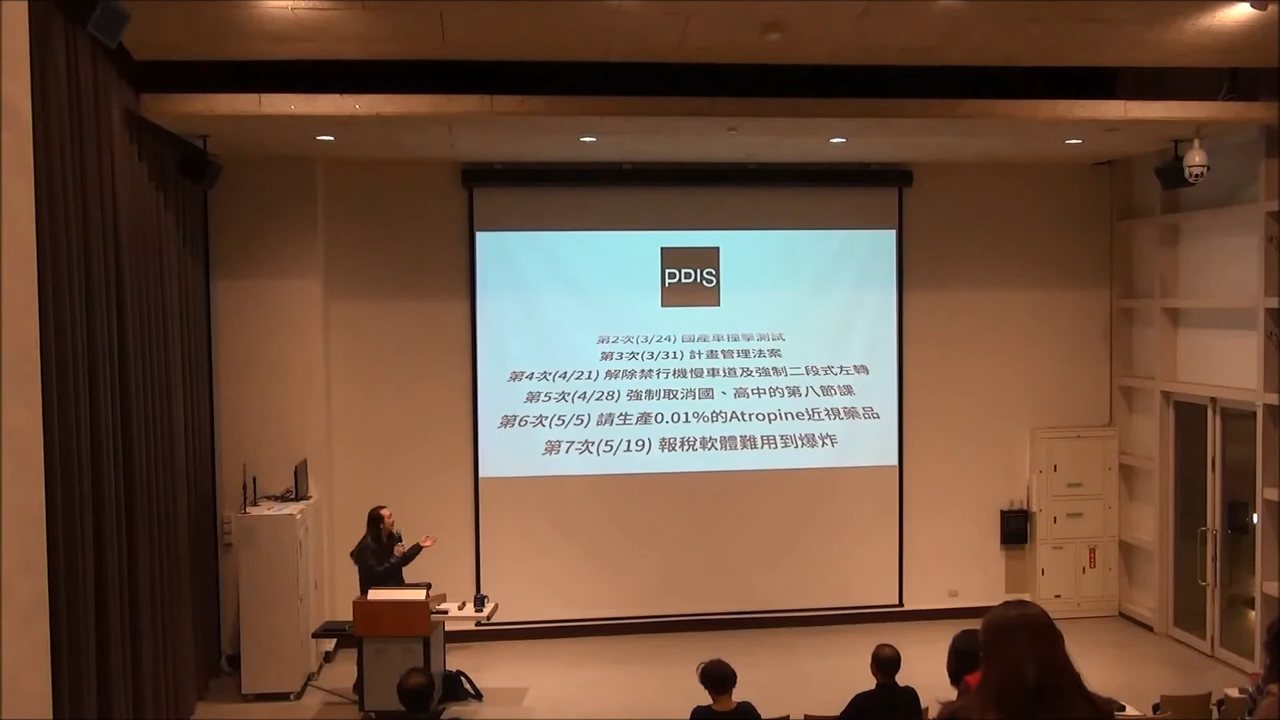 PDIS
第2次(3/24) 國產車撞擊測試
第3次(3/31) 計畫管理法案
第4次(4/21) 解除禁行機慢車道及強制二段式左轉
第5次(4/28) 強制取消國、高中的第八節課
第6次(5/5) 請生產0.01%的Atropine近視藥品
第7次(5/19) 報稅軟體難用到爆炸